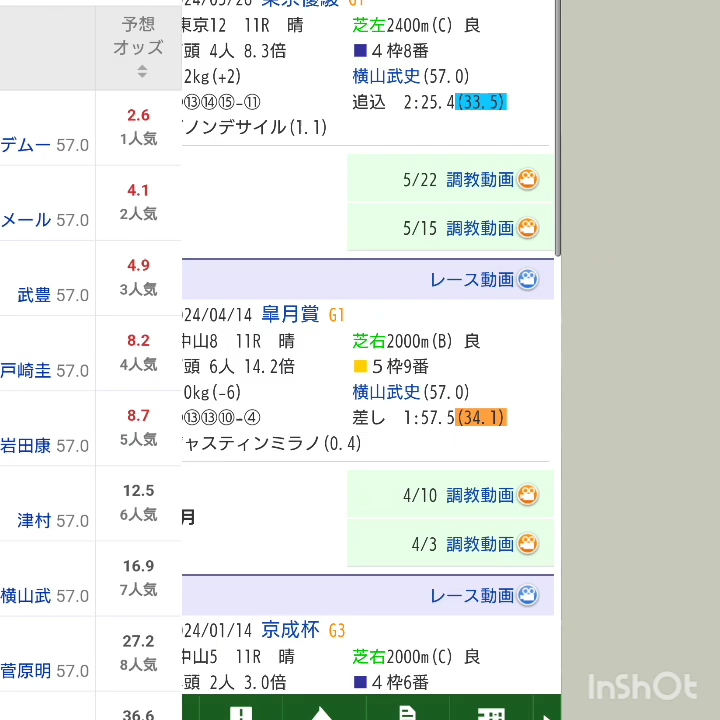 予想
オッズ
2.6
デムー 57.0
1人気
4.1
メール 57.0
2人気
4.9
武豊 57.0
3人気
8.2
戸崎圭 57.0
4人気
8.7
岩田康 57.0
5人気
12.5
津村 57.0
6人気
16.9
横山武 57.0
7人気
27.2
菅原明 57.0
8人気
36.6
東京優駿 G1
東京12 11R 晴 芝左2400m(C) 良
頭 4人 8.3倍 4枠8番
2kg(+2) 横山武史(57.0)
⑬⑭⑮-⑪ 追込 2:25.4(33.5)
ノンデサイル(1.1)
5/22 調教動画
5/15 調教動画
レース動画
24/04/14 皐月賞 G1
中山8 11R 晴 芝右2000m(B) 良
頭 6人 14.2倍 5枠9番
0kg(-6) 横山武史(57.0)
⑬⑬⑩-④ 差し 1:57.5(34.1)
ャスティンミラノ(0.4)
4/10 調教動画
月
4/3 調教動画
レース動画
24/01/14 京成杯 G3
中山5 11R 晴 芝右2000m(C) 良
頭 2人 3.0倍 4枠6番
InShOt